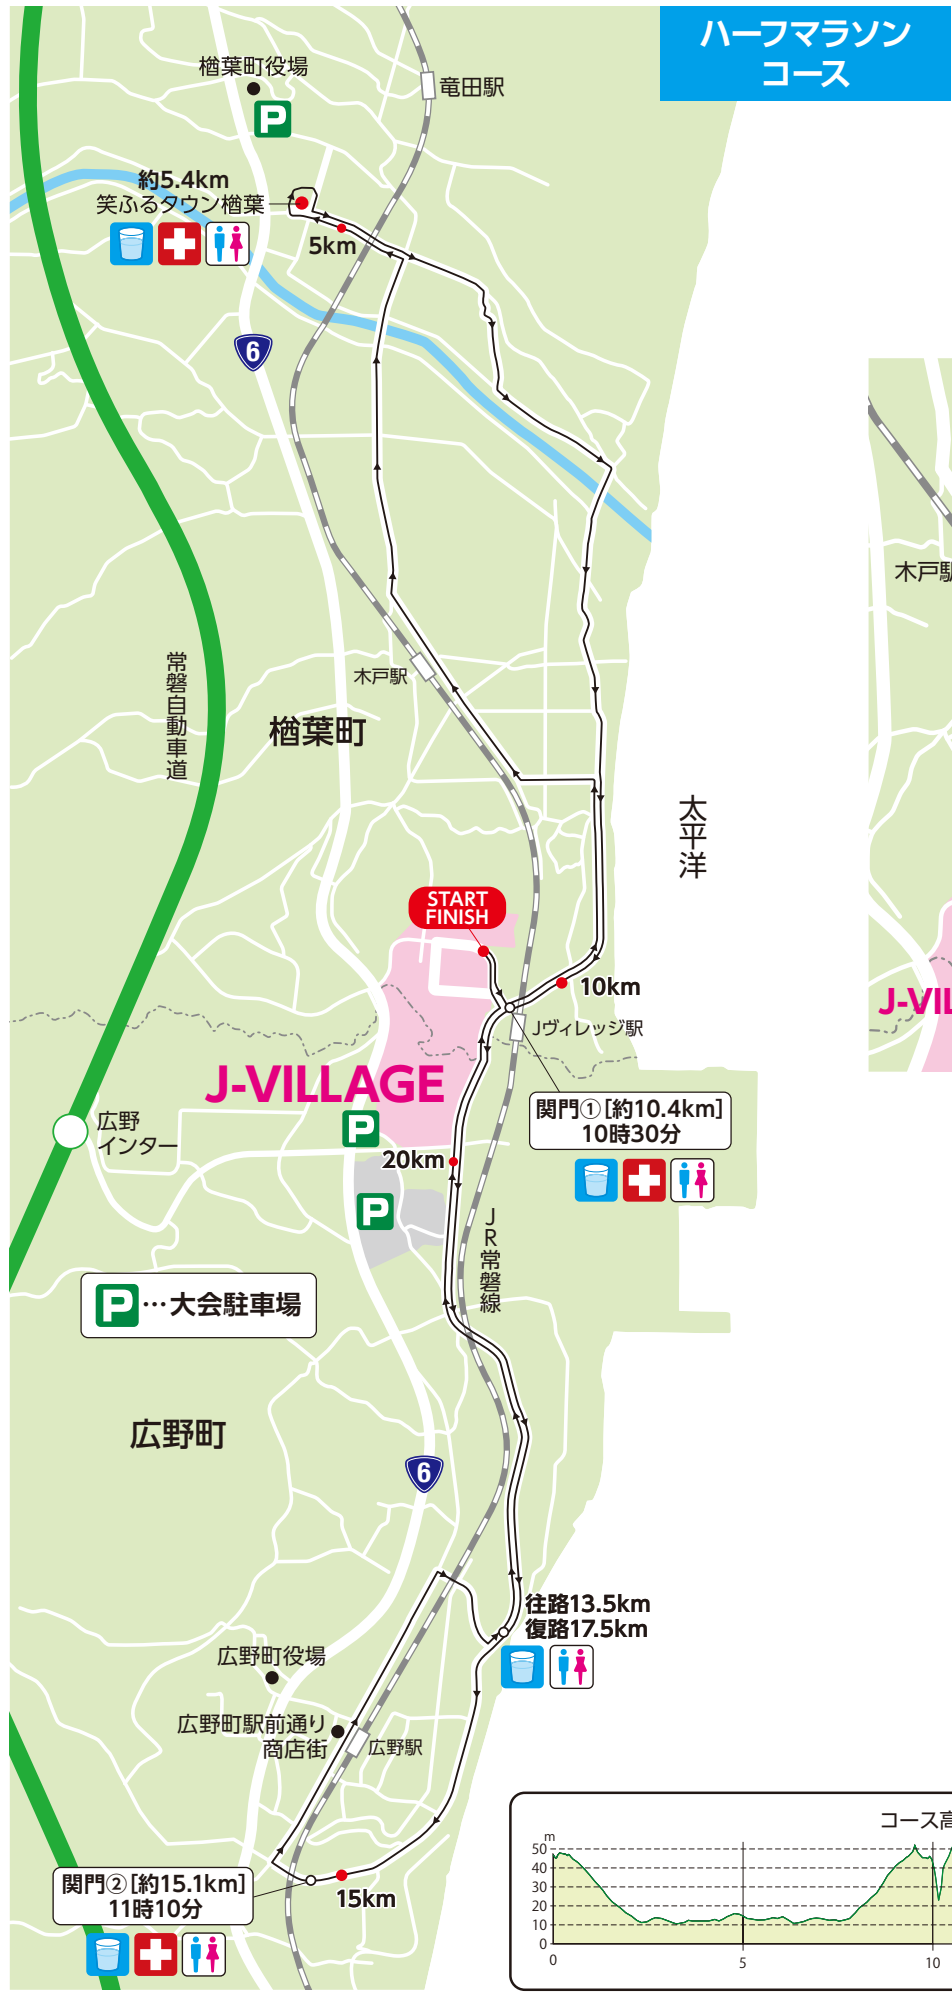 ハーフマラソン
コース
楢葉町役場
竜田駅
P
約5.4km
笑ふるタウン楢葉
5km
6
木戸駅
木戸駅
常磐自動車道
楢葉町
太平洋
START
FINISH
10km
Jヴィレッジ駅
J-VIL
J-VILLAGE
関門①[約10.4km]
10時30分
広野
インター
P
20km
P
JR常磐線
P…大会駐車場
広野町
6
往路13.5km
復路17.5km
広野町役場
広野町駅前通り
商店街
広野駅
関門②[約15.1km]
11時10分
15km
コース高
m
50
40
30
20
10
0
0
5
10